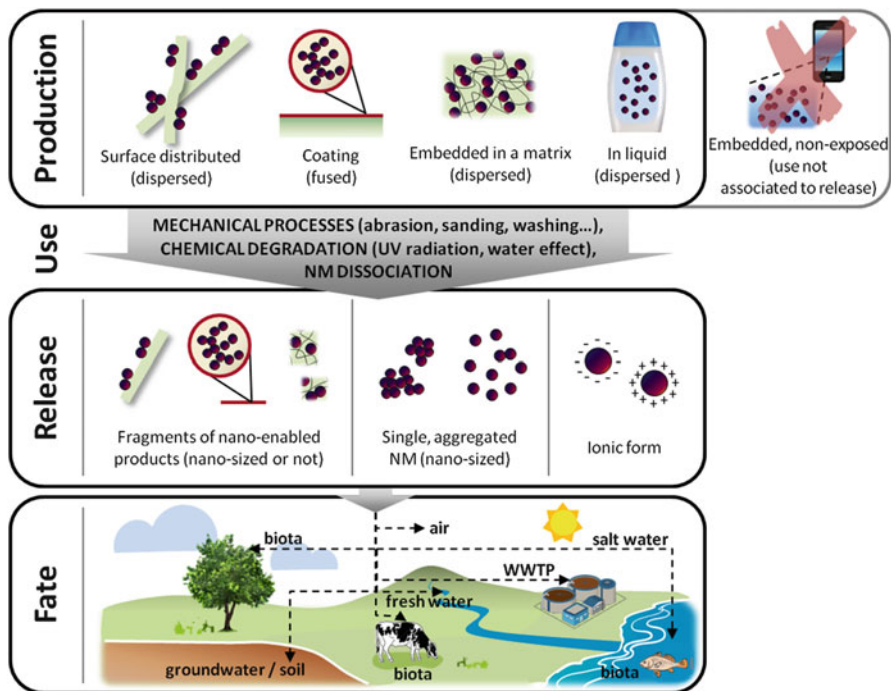 Production
Surface distributed
(dispersed)
Coating
(fused)
Embedded in a matrix
(dispersed)
In liquid
(dispersed )
Embedded, non-exposed
(use not
associated to release)
Use
MECHANICAL PROCESSES (abrasion, sanding, washing...),
CHEMICAL DEGRADATION (UV radiation, water effect),
NM DISSOCIATION
Release
Fragments of nano-enabled
products (nano-sized or not)
Single, aggregated
NM (nano-sized)
Ionic form
Fate
air
biota
salt water
WWTP
fresh water
groundwater / soil
biota
biota